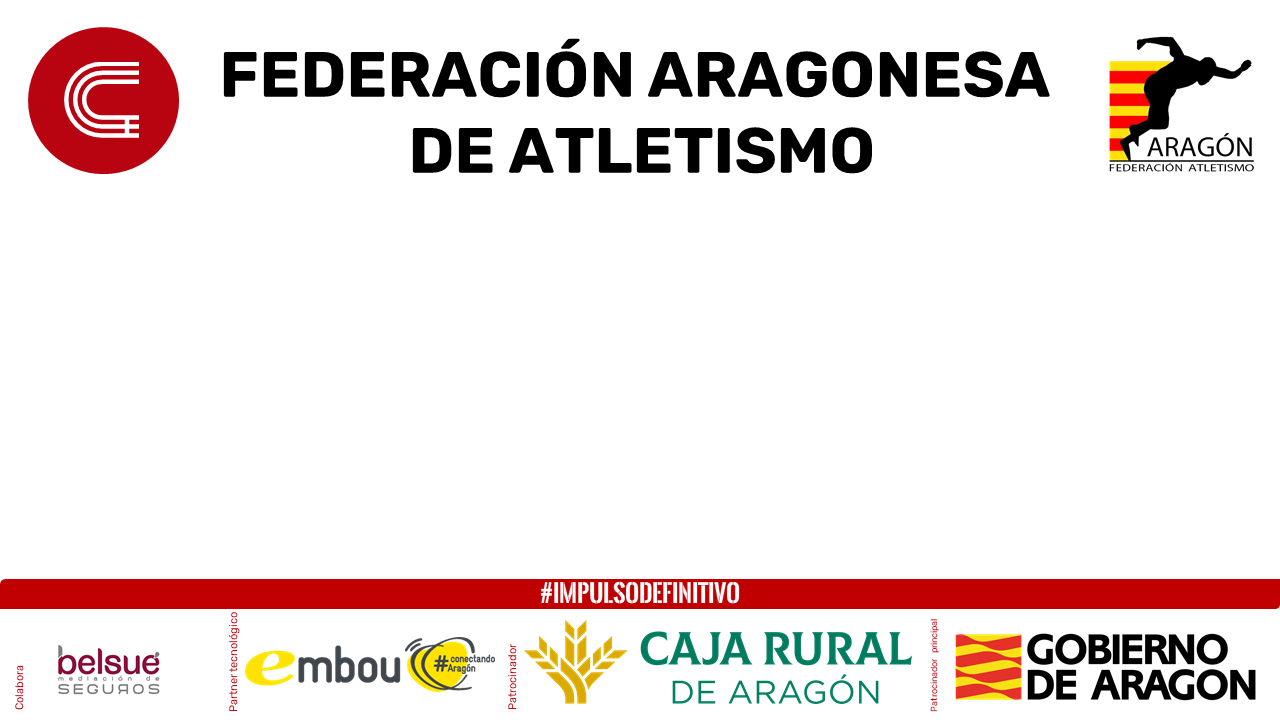 FEDERACIÓN ARAGONESA
DE ATLETISMO
ARAGÓN
FEDERACIÓN ATLETISMO
#IMPULSODEFINITIVO
Colabora
belsué
mediación de
SEGUROS
Partner tecnológico
embou
#conectando
Aragón
Patrocinador
CAJA RURAL
DE ARAGÓN
Patrocinador principal
GOBIERNO
DE ARAGON